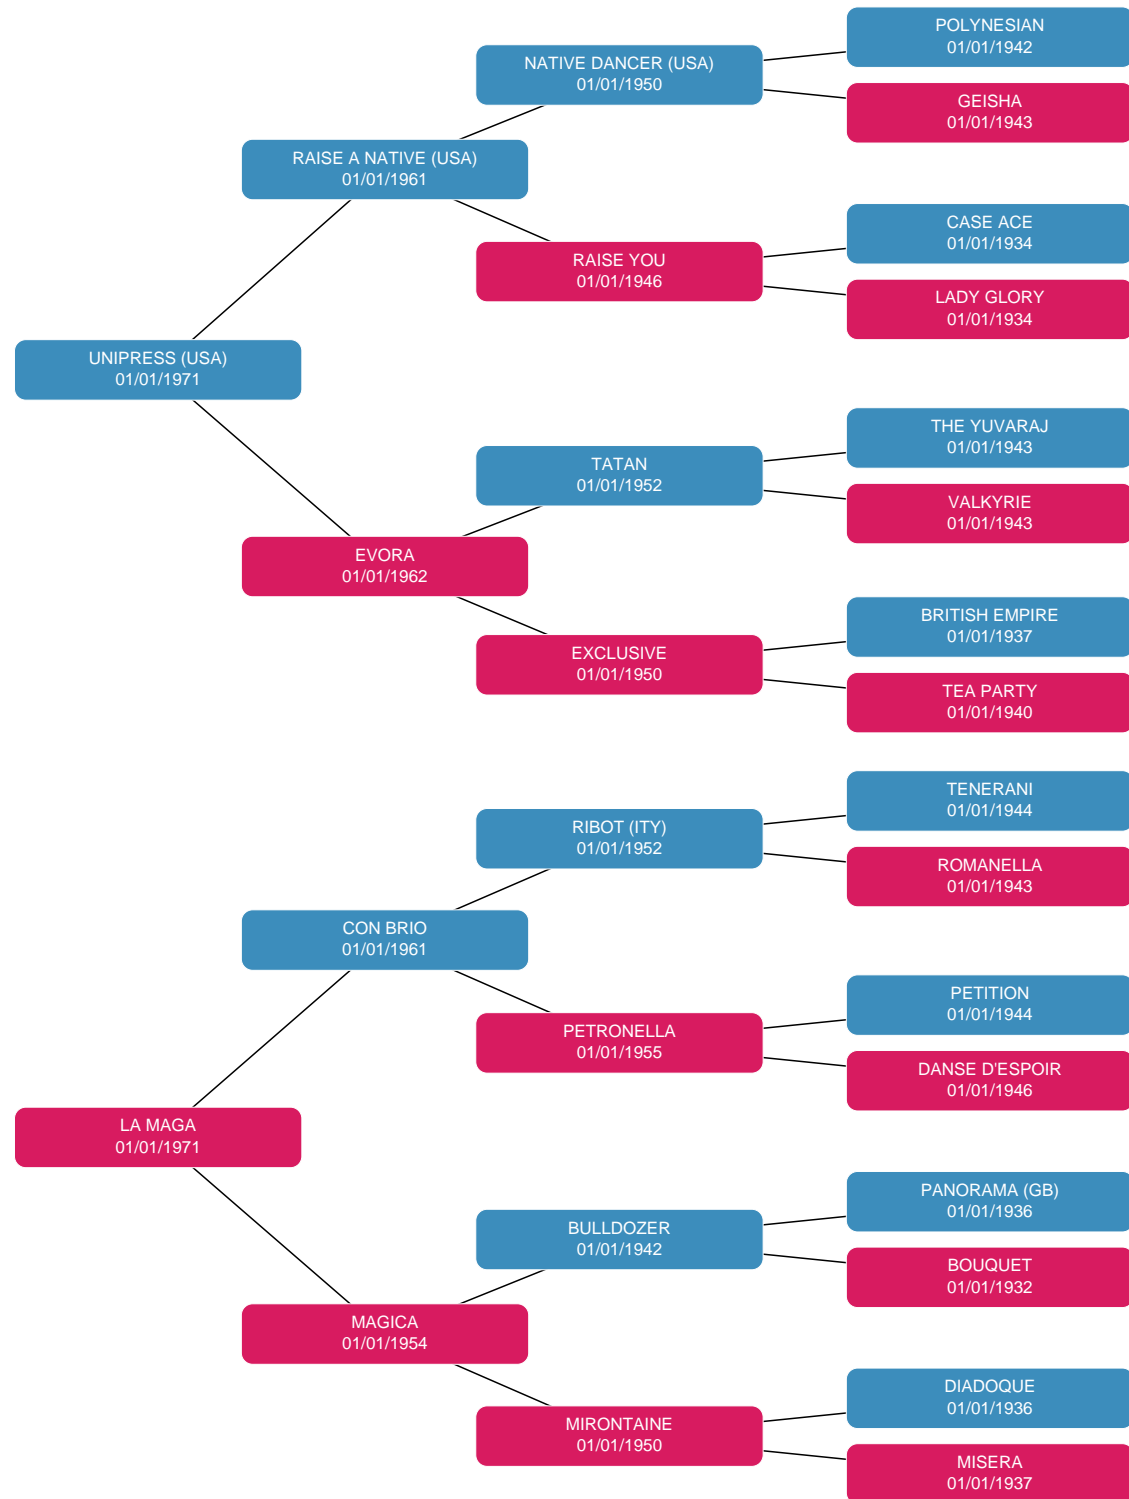 POLYNESIAN
01/01/1942
NATIVE DANCER (USA)
01/01/1950
GEISHA
01/01/1943
RAISE A NATIVE (USA)
01/01/1961
CASE ACE
01/01/1934
RAISE YOU
01/01/1946
LADY GLORY
01/01/1934
UNIPRESS (USA)
01/01/1971
THE YUVARAJ
01/01/1943
TATAN
01/01/1952
VALKYRIE
01/01/1943
EVORA
01/01/1962
BRITISH EMPIRE
01/01/1937
EXCLUSIVE
01/01/1950
TEA PARTY
01/01/1940
TENERANI
01/01/1944
RIBOT (ITY)
01/01/1952
ROMANELLA
01/01/1943
CON BRIO
01/01/1961
PETITION
01/01/1944
PETRONELLA
01/01/1955
DANSE D'ESPOIR
01/01/1946
LA MAGA
01/01/1971
PANORAMA (GB)
01/01/1936
BULLDOZER
01/01/1942
BOUQUET
01/01/1932
MAGICA
01/01/1954
DIADOQUE
01/01/1936
MIRONTAINE
01/01/1950
MISERA
01/01/1937